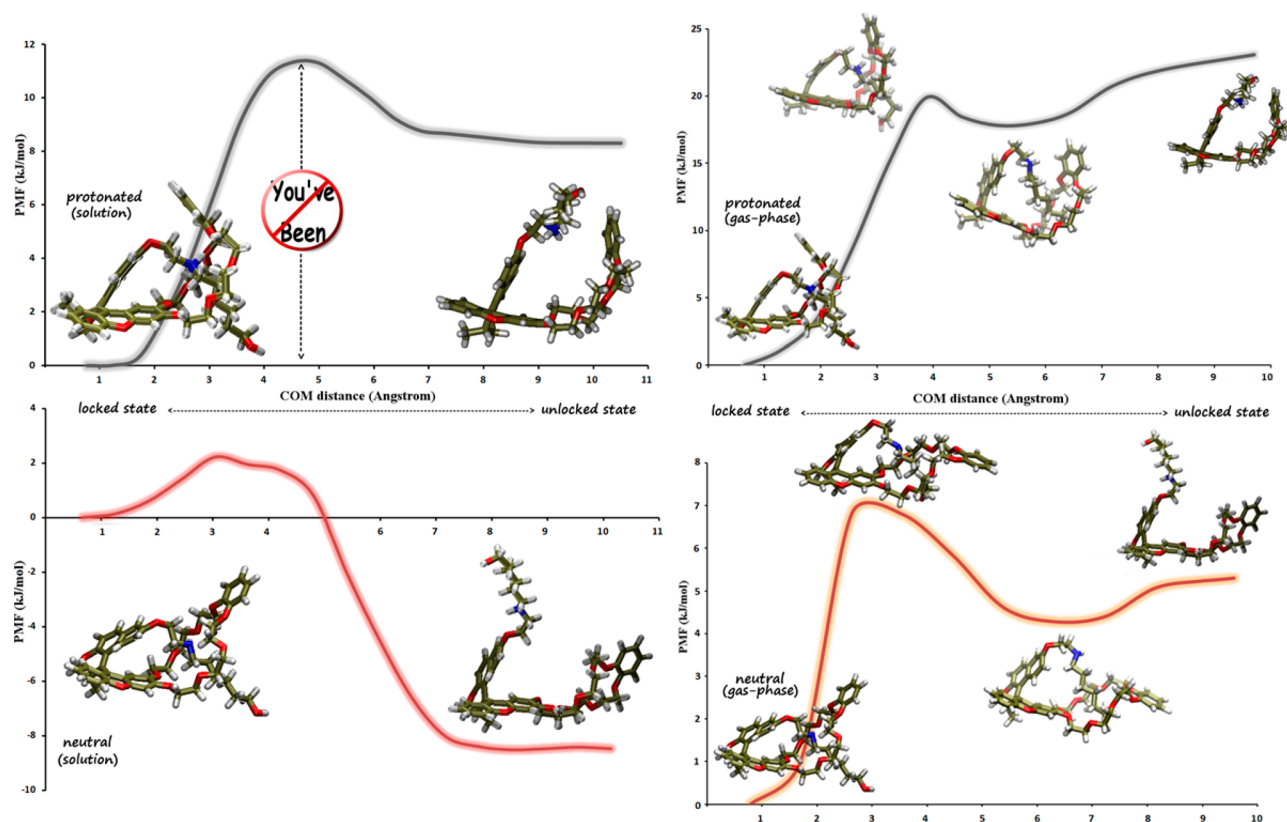 12
10
8
6
4
2
0
PMF (kJ/mol)
protonated
(solution)
You've
Been
1 2 3 4 5 6 7 8 9 10 11
COM distance (Angstrom)
locked state
unlocked state
25
20
15
10
5
0
PMF (kJ/mol)
protonated
(gas-phase)
1 2 3 4 5 6 7 8 9 10
COM distance (Angstrom)
locked state
unlocked state
4
2
0
-2
-4
-6
-8
-10
PMF (kJ/mol)
1 2 3 4 5 6 7 8 9 10 11
neutral
(solution)
8
7
6
5
4
3
2
1
0
PMF (kJ/mol)
neutral
(gas-phase)
1 2 3 4 5 6 7 8 9 10